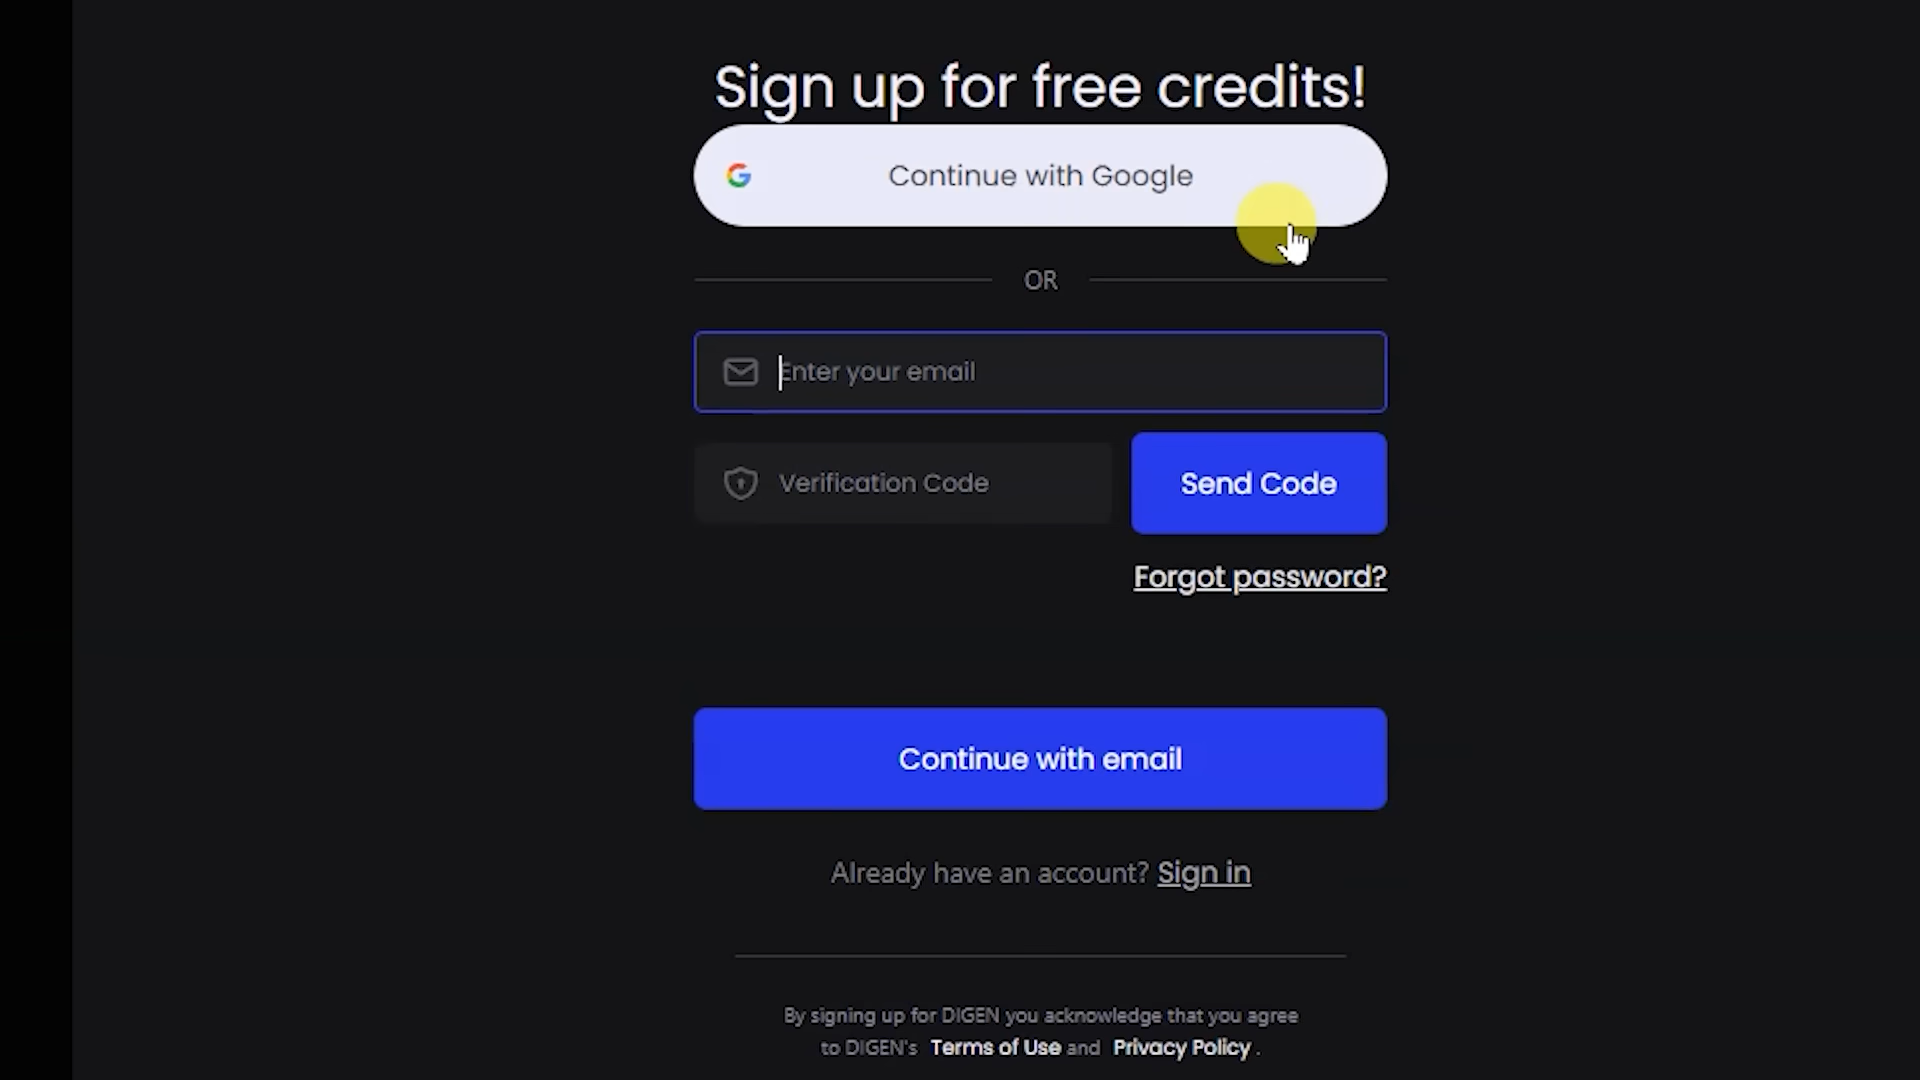 Sign up for free credits!
Continue with Google
OR
Enter your email
Verification Code
Send Code
Forgot password?
Continue with email
Already have an account? Sign in
By signing up for DIGEN you acknowledge that you agree
to DIGEN's Terms of Use and Privacy Policy .